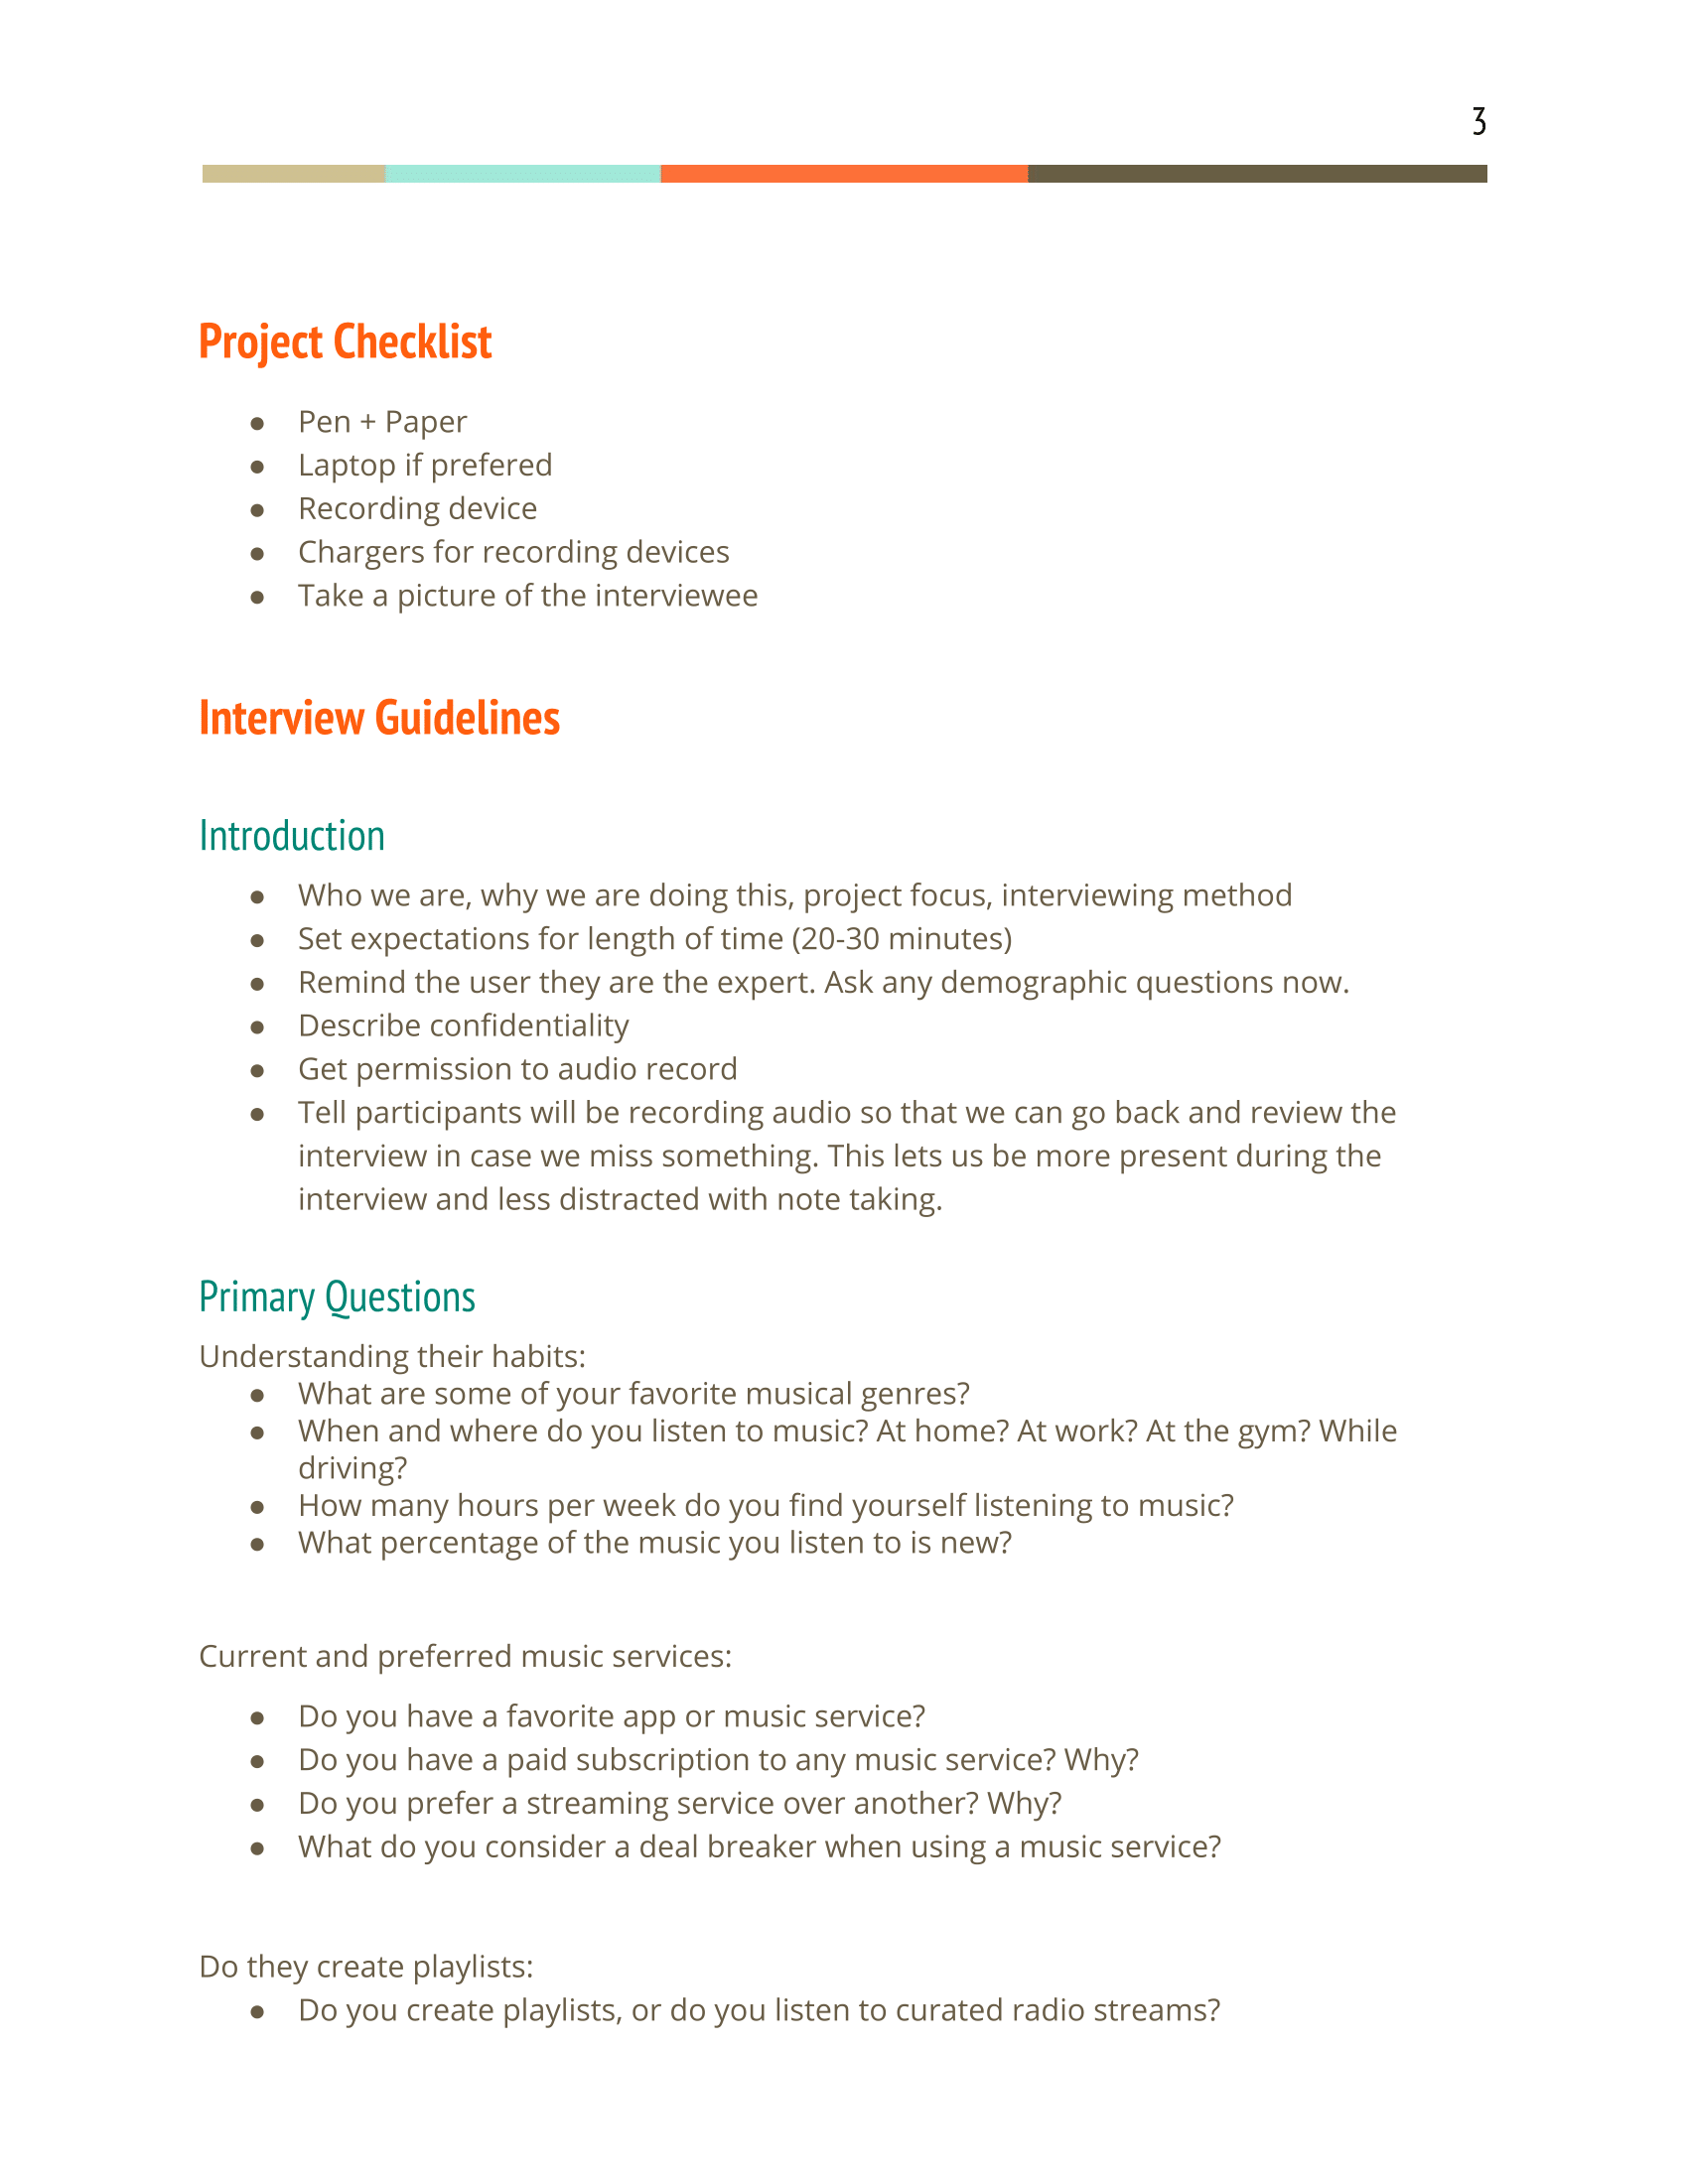 3
Project Checklist
● Pen + Paper
● Laptop if prefered
● Recording device
● Chargers for recording devices
● Take a picture of the interviewee
Interview Guidelines
Introduction
● Who we are, why we are doing this, project focus, interviewing method
● Set expectations for length of time (20-30 minutes)
● Remind the user they are the expert. Ask any demographic questions now.
● Describe confidentiality
● Get permission to audio record
● Tell participants will be recording audio so that we can go back and review the
interview in case we miss something. This lets us be more present during the
interview and less distracted with note taking.
Primary Questions
Understanding their habits:
● What are some of your favorite musical genres?
● When and where do you listen to music? At home? At work? At the gym? While
driving?
● How many hours per week do you find yourself listening to music?
● What percentage of the music you listen to is new?
Current and preferred music services:
● Do you have a favorite app or music service?
● Do you have a paid subscription to any music service? Why?
● Do you prefer a streaming service over another? Why?
● What do you consider a deal breaker when using a music service?
Do they create playlists:
● Do you create playlists, or do you listen to curated radio streams?